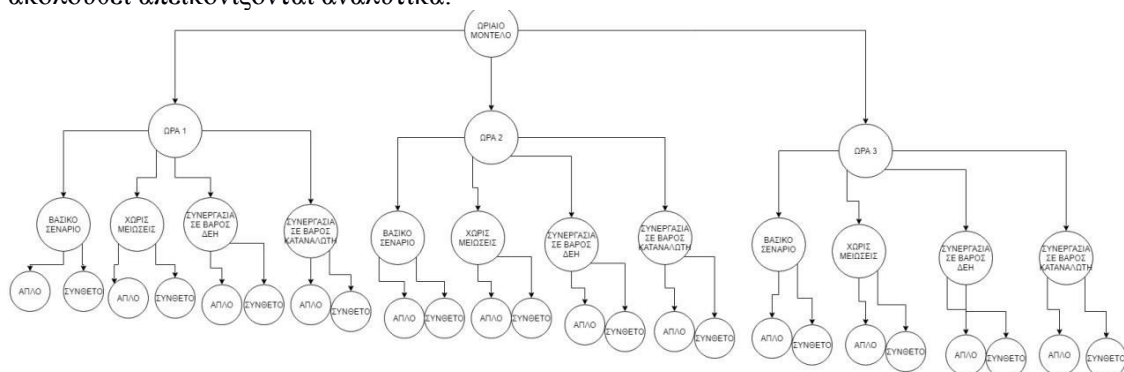 ακολουθεί απεικονίζονται αναλυτικά.
ΩΡΙΑΙΟ
ΜΟΝΤΕΛΟ
ΩΡΑ 1
ΩΡΑ 2
ΩΡΑ 3
ΒΑΣΙΚΟ
ΣΕΝΑΡΙΟ
ΧΩΡΙΣ
ΜΕΙΩΣΕΙΣ
ΣΥΝΕΡΓΑΣΙΑ
ΣΕ ΒΑΡΟΣ
ΔΕΗ
ΣΥΝΕΡΓΑΣΙΑ
ΣΕ ΒΑΡΟΣ
ΚΑΤΑΝΑΛΩΤΗ
ΒΑΣΙΚΟ
ΣΕΝΑΡΙΟ
ΧΩΡΙΣ
ΜΕΙΩΣΕΙΣ
ΣΥΝΕΡΓΑΣΙΑ
ΣΕ ΒΑΡΟΣ
ΔΕΗ
ΣΥΝΕΡΓΑΣΙΑ
ΣΕ ΒΑΡΟΣ
ΚΑΤΑΝΑΛΩΤΗ
ΒΑΣΙΚΟ
ΣΕΝΑΡΙΟ
ΧΩΡΙΣ
ΜΕΙΩΣΕΙΣ
ΣΥΝΕΡΓΑΣΙΑ
ΣΕ ΒΑΡΟΣ
ΔΕΗ
ΣΥΝΕΡΓΑΣΙΑ
ΣΕ ΒΑΡΟΣ
ΚΑΤΑΝΑΛΩΤΗ
ΑΠΛΟ
ΣΥΝΘΕΤΟ
ΑΠΛΟ
ΣΥΝΘΕΤΟ
ΑΠΛΟ
ΣΥΝΘΕΤΟ
ΑΠΛΟ
ΣΥΝΘΕΤΟ
ΑΠΛΟ
ΣΥΝΘΕΤΟ
ΑΠΛΟ
ΣΥΝΘΕΤΟ
ΑΠΛΟ
ΣΥΝΘΕΤΟ
ΑΠΛΟ
ΣΥΝΘΕΤΟ
ΑΠΛΟ
ΣΥΝΘΕΤΟ
ΑΠΛΟ
ΣΥΝΘΕΤΟ
ΑΠΛΟ
ΣΥΝΘΕΤΟ
ΑΠΛΟ
ΣΥΝΘΕΤΟ